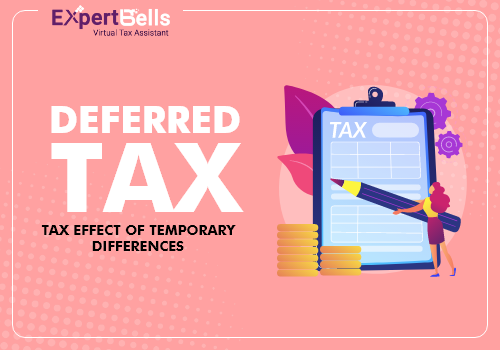 ExpertBells
Virtual Tax Assistant
DEFERRED
TAX
TAX EFFECT OF TEMPORARY
DIFFERENCES
TAX